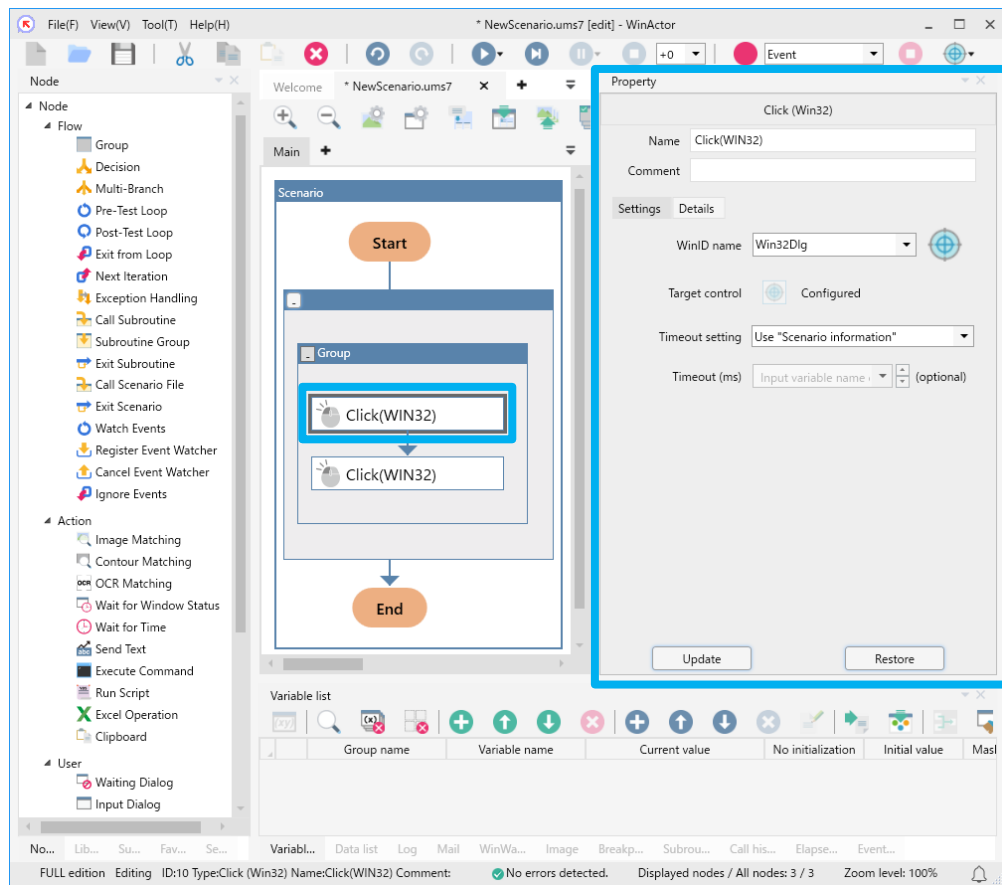 File(F) View(V) Tool(T) Help(H) * NewScenario.ums7 [edit] - WinActor
+0 Event
Node
Node
Flow
Group
Decision
Multi-Branch
Pre-Test Loop
Post-Test Loop
Exit from Loop
Next Iteration
Exception Handling
Call Subroutine
Subroutine Group
Exit Subroutine
Call Scenario File
Exit Scenario
Watch Events
Register Event Watcher
Cancel Event Watcher
Ignore Events
Action
Image Matching
Contour Matching
OCR Matching
Wait for Window Status
Wait for Time
Send Text
Execute Command
Run Script
Excel Operation
Clipboard
User
Waiting Dialog
Input Dialog
No... Lib... Su... Fav... Se...
Welcome * NewScenario.ums7
Main
Scenario
Start
Group
Click(WIN32)
Click(WIN32)
End
Property
Click (Win32)
Name Click(WIN32)
Comment
Settings Details
WinID name Win32Dlg
Target control Configured
Timeout setting Use "Scenario information"
Timeout (ms) Input variable name (optional)
Update Restore
Variable list
Group name Variable name Current value No initialization Initial value
Variabl... Data list Log Mail WinWa... Image Breakp... Subrou... Call his... Elapse... Event...
FULL edition Editing ID:10 Type:Click (Win32) Name:Click(WIN32) Comment: No errors detected. Displayed nodes / All nodes: 3 / 3 Zoom level: 100%